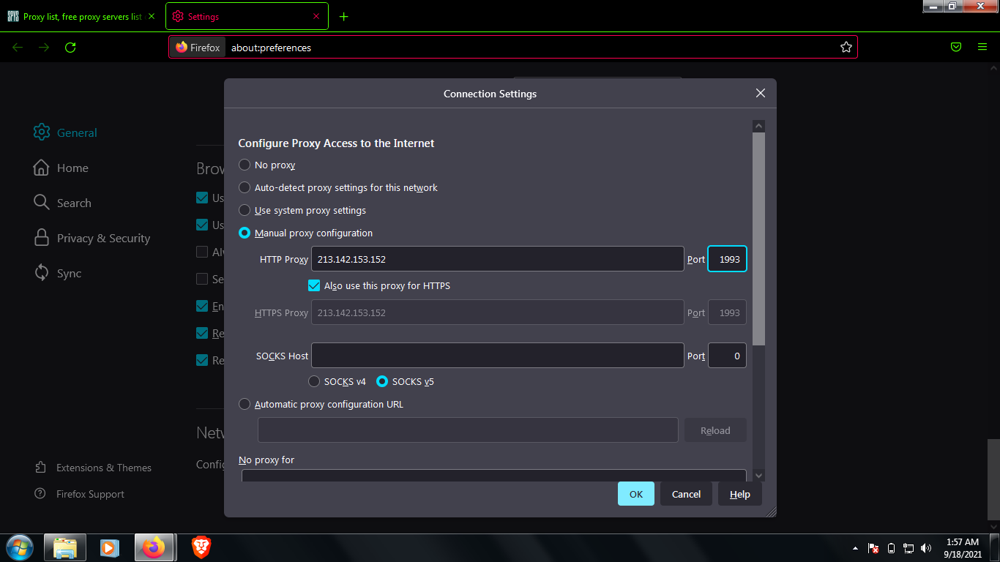 SPYS
Proxy list, free proxy servers list
Settings
Firefox
about:preferences
Connection Settings
General
Home
Search
Privacy & Security
Sync
Extensions & Themes
Firefox Support
Brow
Us
Us
Al
Se
En
Re
Re
Netw
Config
Configure Proxy Access to the Internet
No proxy
Auto-detect proxy settings for this network
Use system proxy settings
Manual proxy configuration
HTTP Proxy 213.142.153.152 Port 1993
Also use this proxy for HTTPS
HTTPS Proxy 213.142.153.152 Port 1993
SOCKS Host Port 0
SOCKS v4 SOCKS v5
Automatic proxy configuration URL
Reload
No proxy for
OK Cancel Help
1:57 AM
9/18/2021